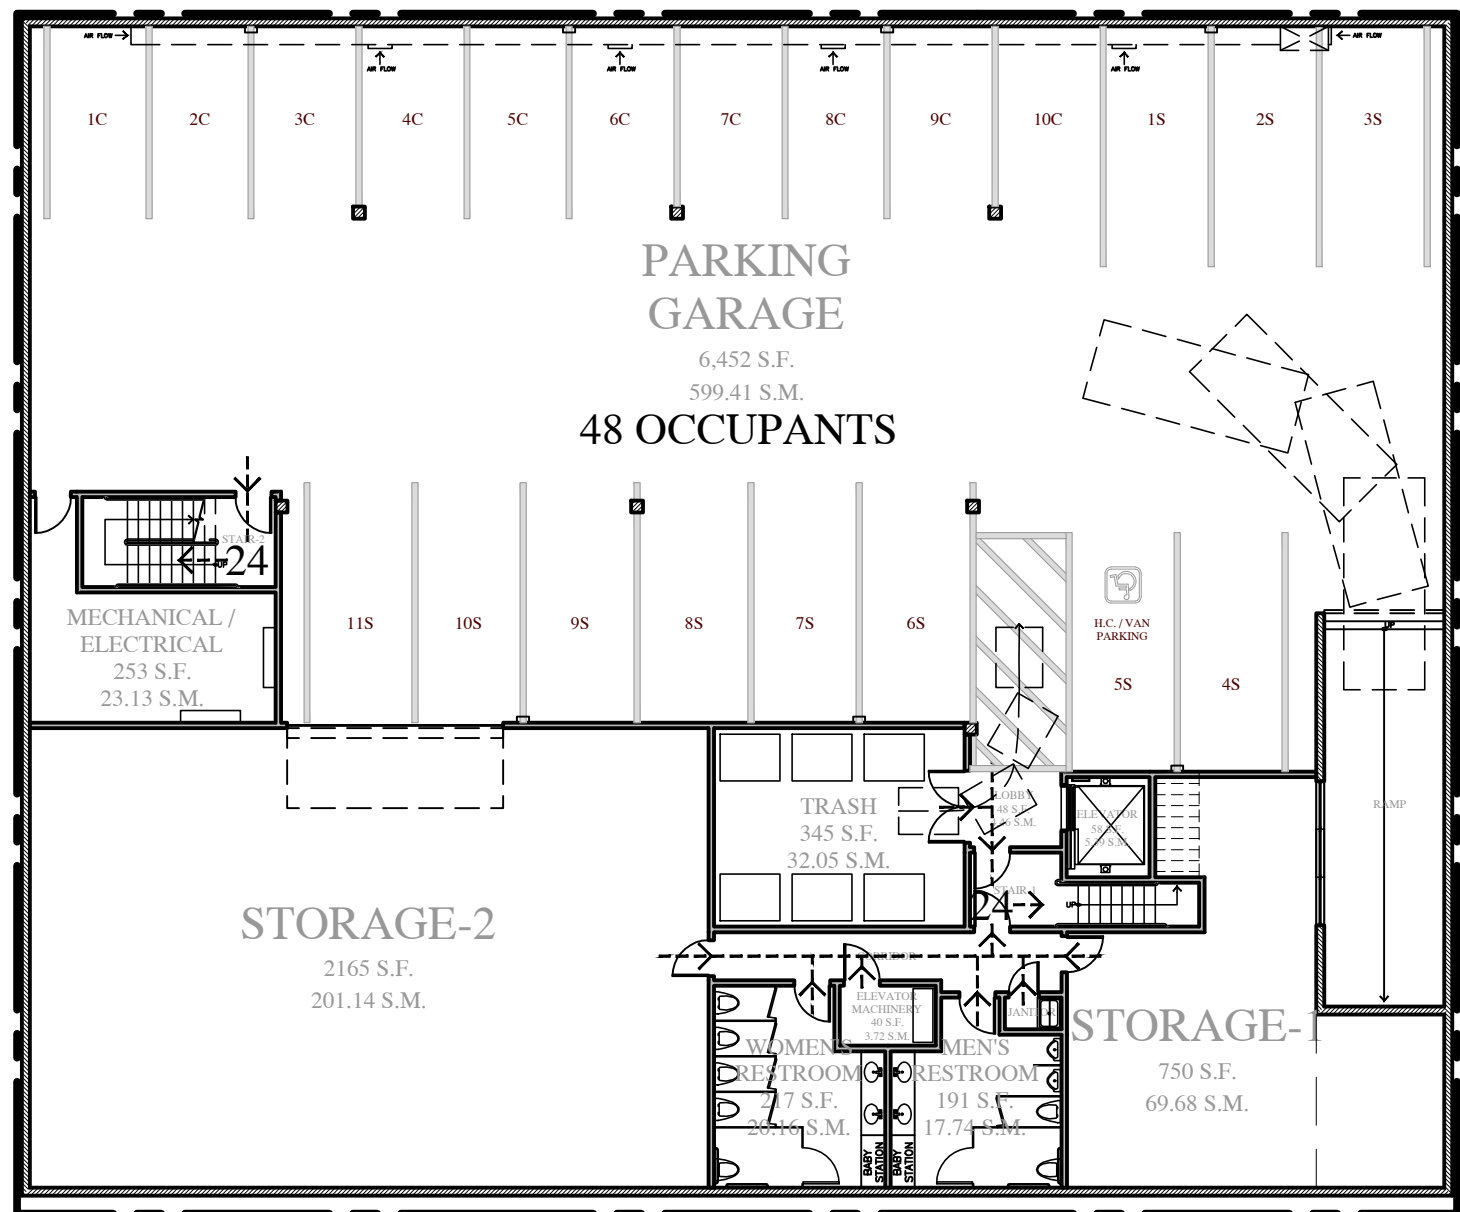 AIR FLOW
AIR FLOW
AIR FLOW
AIR FLOW
AIR FLOW
AIR FLOW
1C
2C
3C
4C
5C
6C
7C
8C
9C
10C
1S
2S
3S
PARKING
GARAGE
6,452 S.F.
599.41 S.M.
48 OCCUPANTS
STAIR-2
24
UP
MECHANICAL /
ELECTRICAL
253 S.F.
23.13 S.M.
11S
10S
9S
8S
7S
6S
H.C. / VAN
PARKING
5S
4S
UP
RAMP
TRASH
345 S.F.
32.05 S.M.
LOBBY
48 S.F.
S.M.
ELEVATOR
58 S.F.
S.M.
STAIR-1
24
UP
STORAGE-2
2165 S.F.
201.14 S.M.
CORRIDOR
ELEVATOR
MACHINERY
40 S.F.
3.72 S.M.
JANITOR
WOMEN'S
RESTROOM
217 S.F.
20.16 S.M.
MEN'S
RESTROOM
191 S.F.
17.74 S.M.
BABY
STATION
BABY
STATION
STORAGE-1
750 S.F.
69.68 S.M.